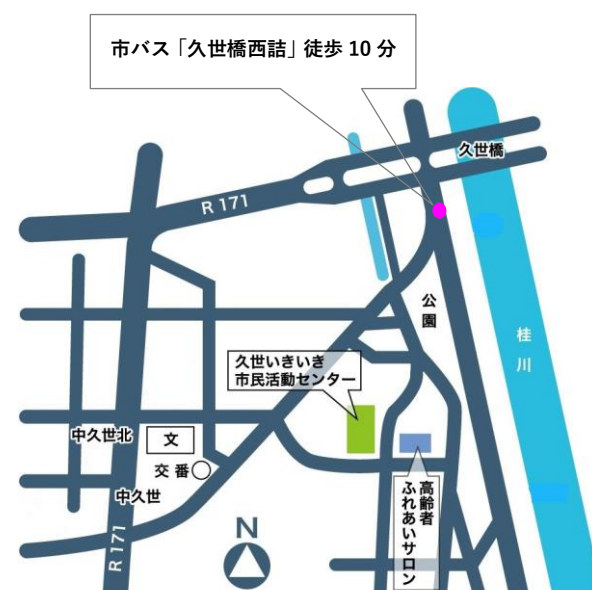 市バス「久世橋西詰」徒歩 10 分
久世橋
R 171
公園
桂川
久世いきいき
市民活動センター
中久世北
文
交番
中久世
高齢者
ふれあいサロン
N
R 171